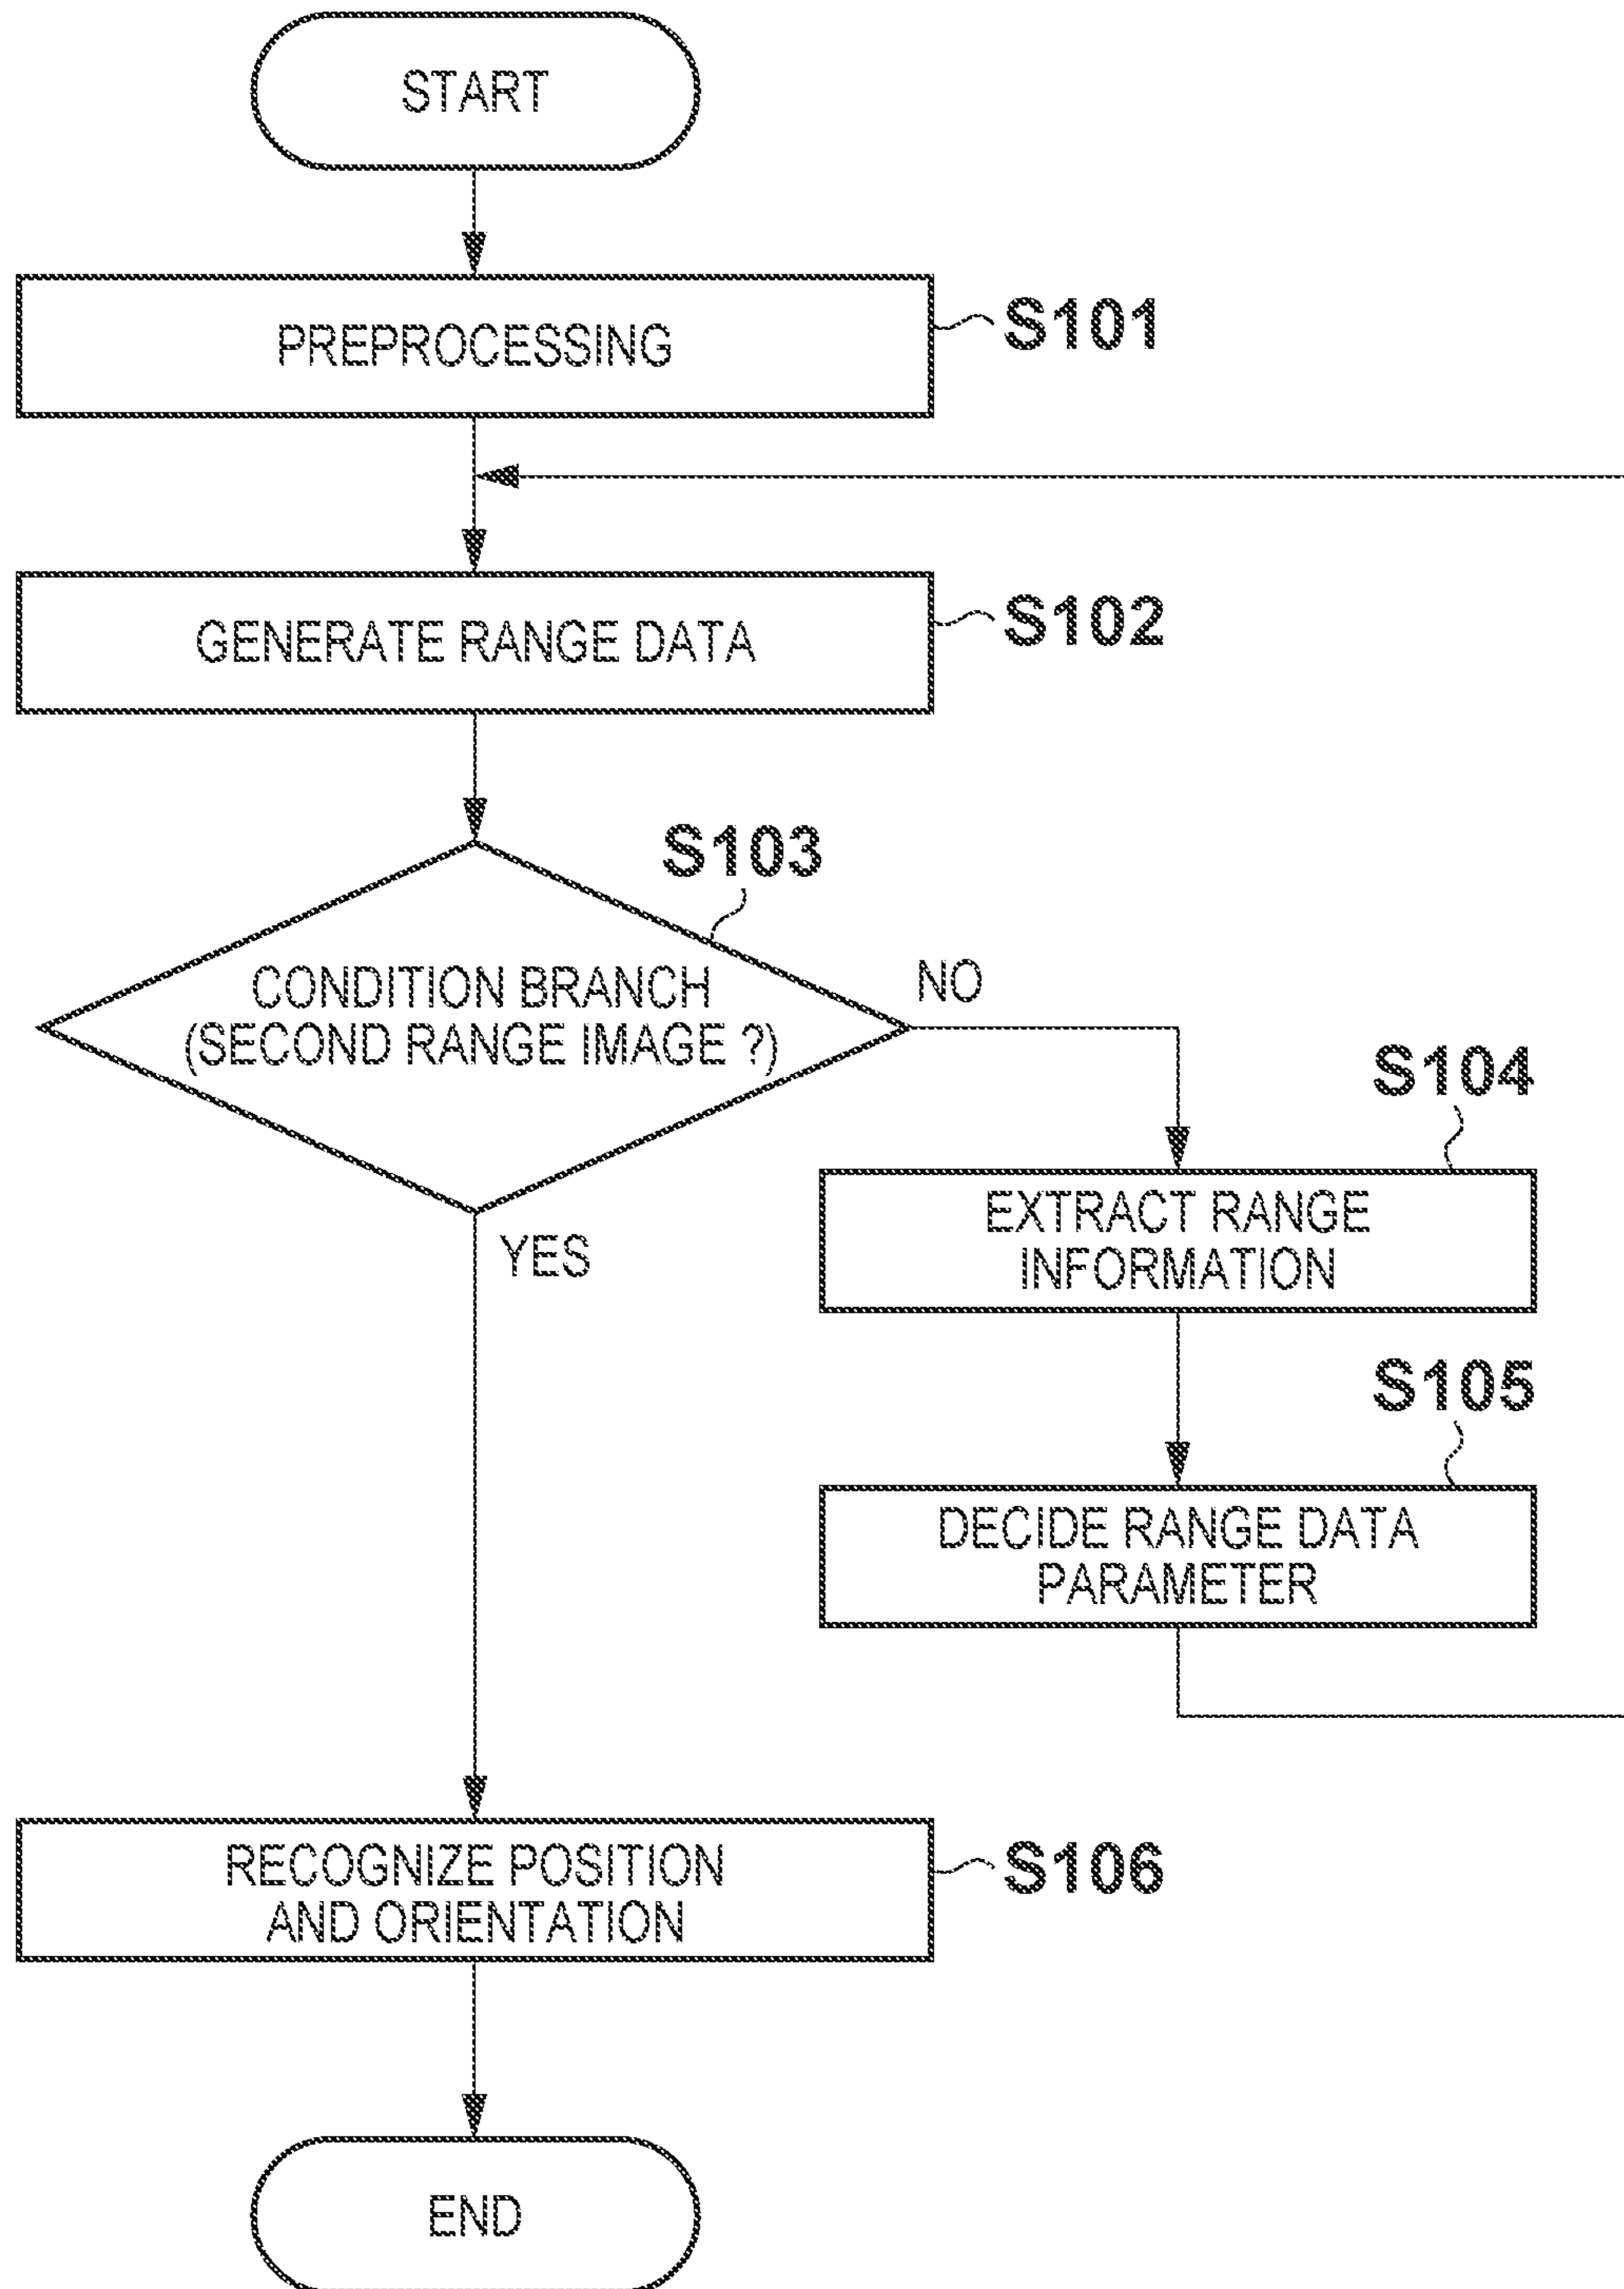 START
PREPROCESSING
S101
GENERATE RANGE DATA
S102
S103
CONDITION BRANCH
(SECOND RANGE IMAGE ?)
NO
YES
S104
EXTRACT RANGE
INFORMATION
S105
DECIDE RANGE DATA
PARAMETER
RECOGNIZE POSITION
AND ORIENTATION
S106
END